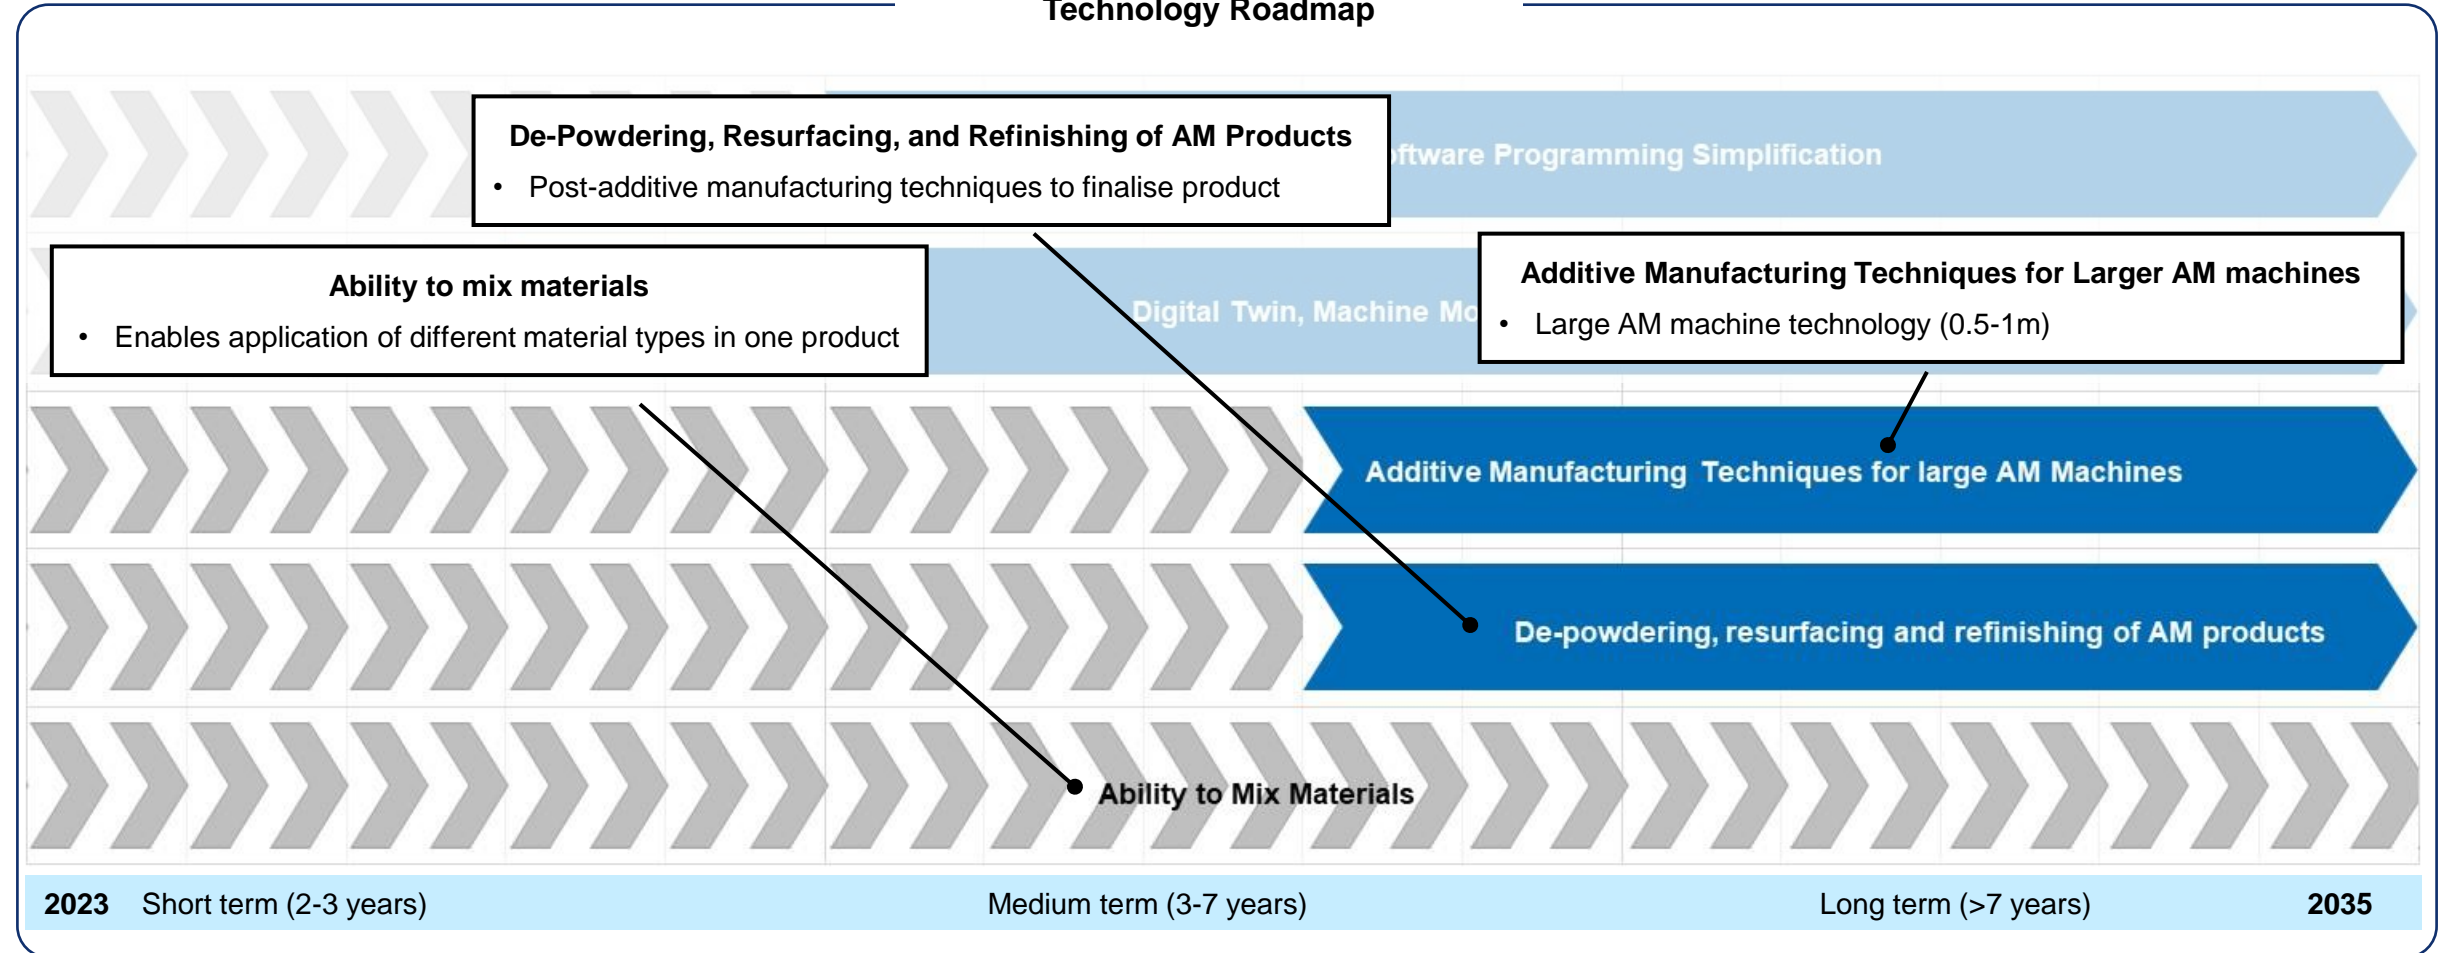 Technology Roadmap
De-Powdering, Resurfacing, and Refinishing of AM Products
• Post-additive manufacturing techniques to finalise product
Programming Simplification
Ability to mix materials
• Enables application of different material types in one product
Digital Twin, Machine
Additive Manufacturing Techniques for Larger AM machines
• Large AM machine technology (0.5-1m)
Additive Manufacturing Techniques for large AM Machines
De-powdering, resurfacing and refinishing of AM products
Ability to Mix Materials
2023 Short term (2-3 years) Medium term (3-7 years) Long term (>7 years) 2035